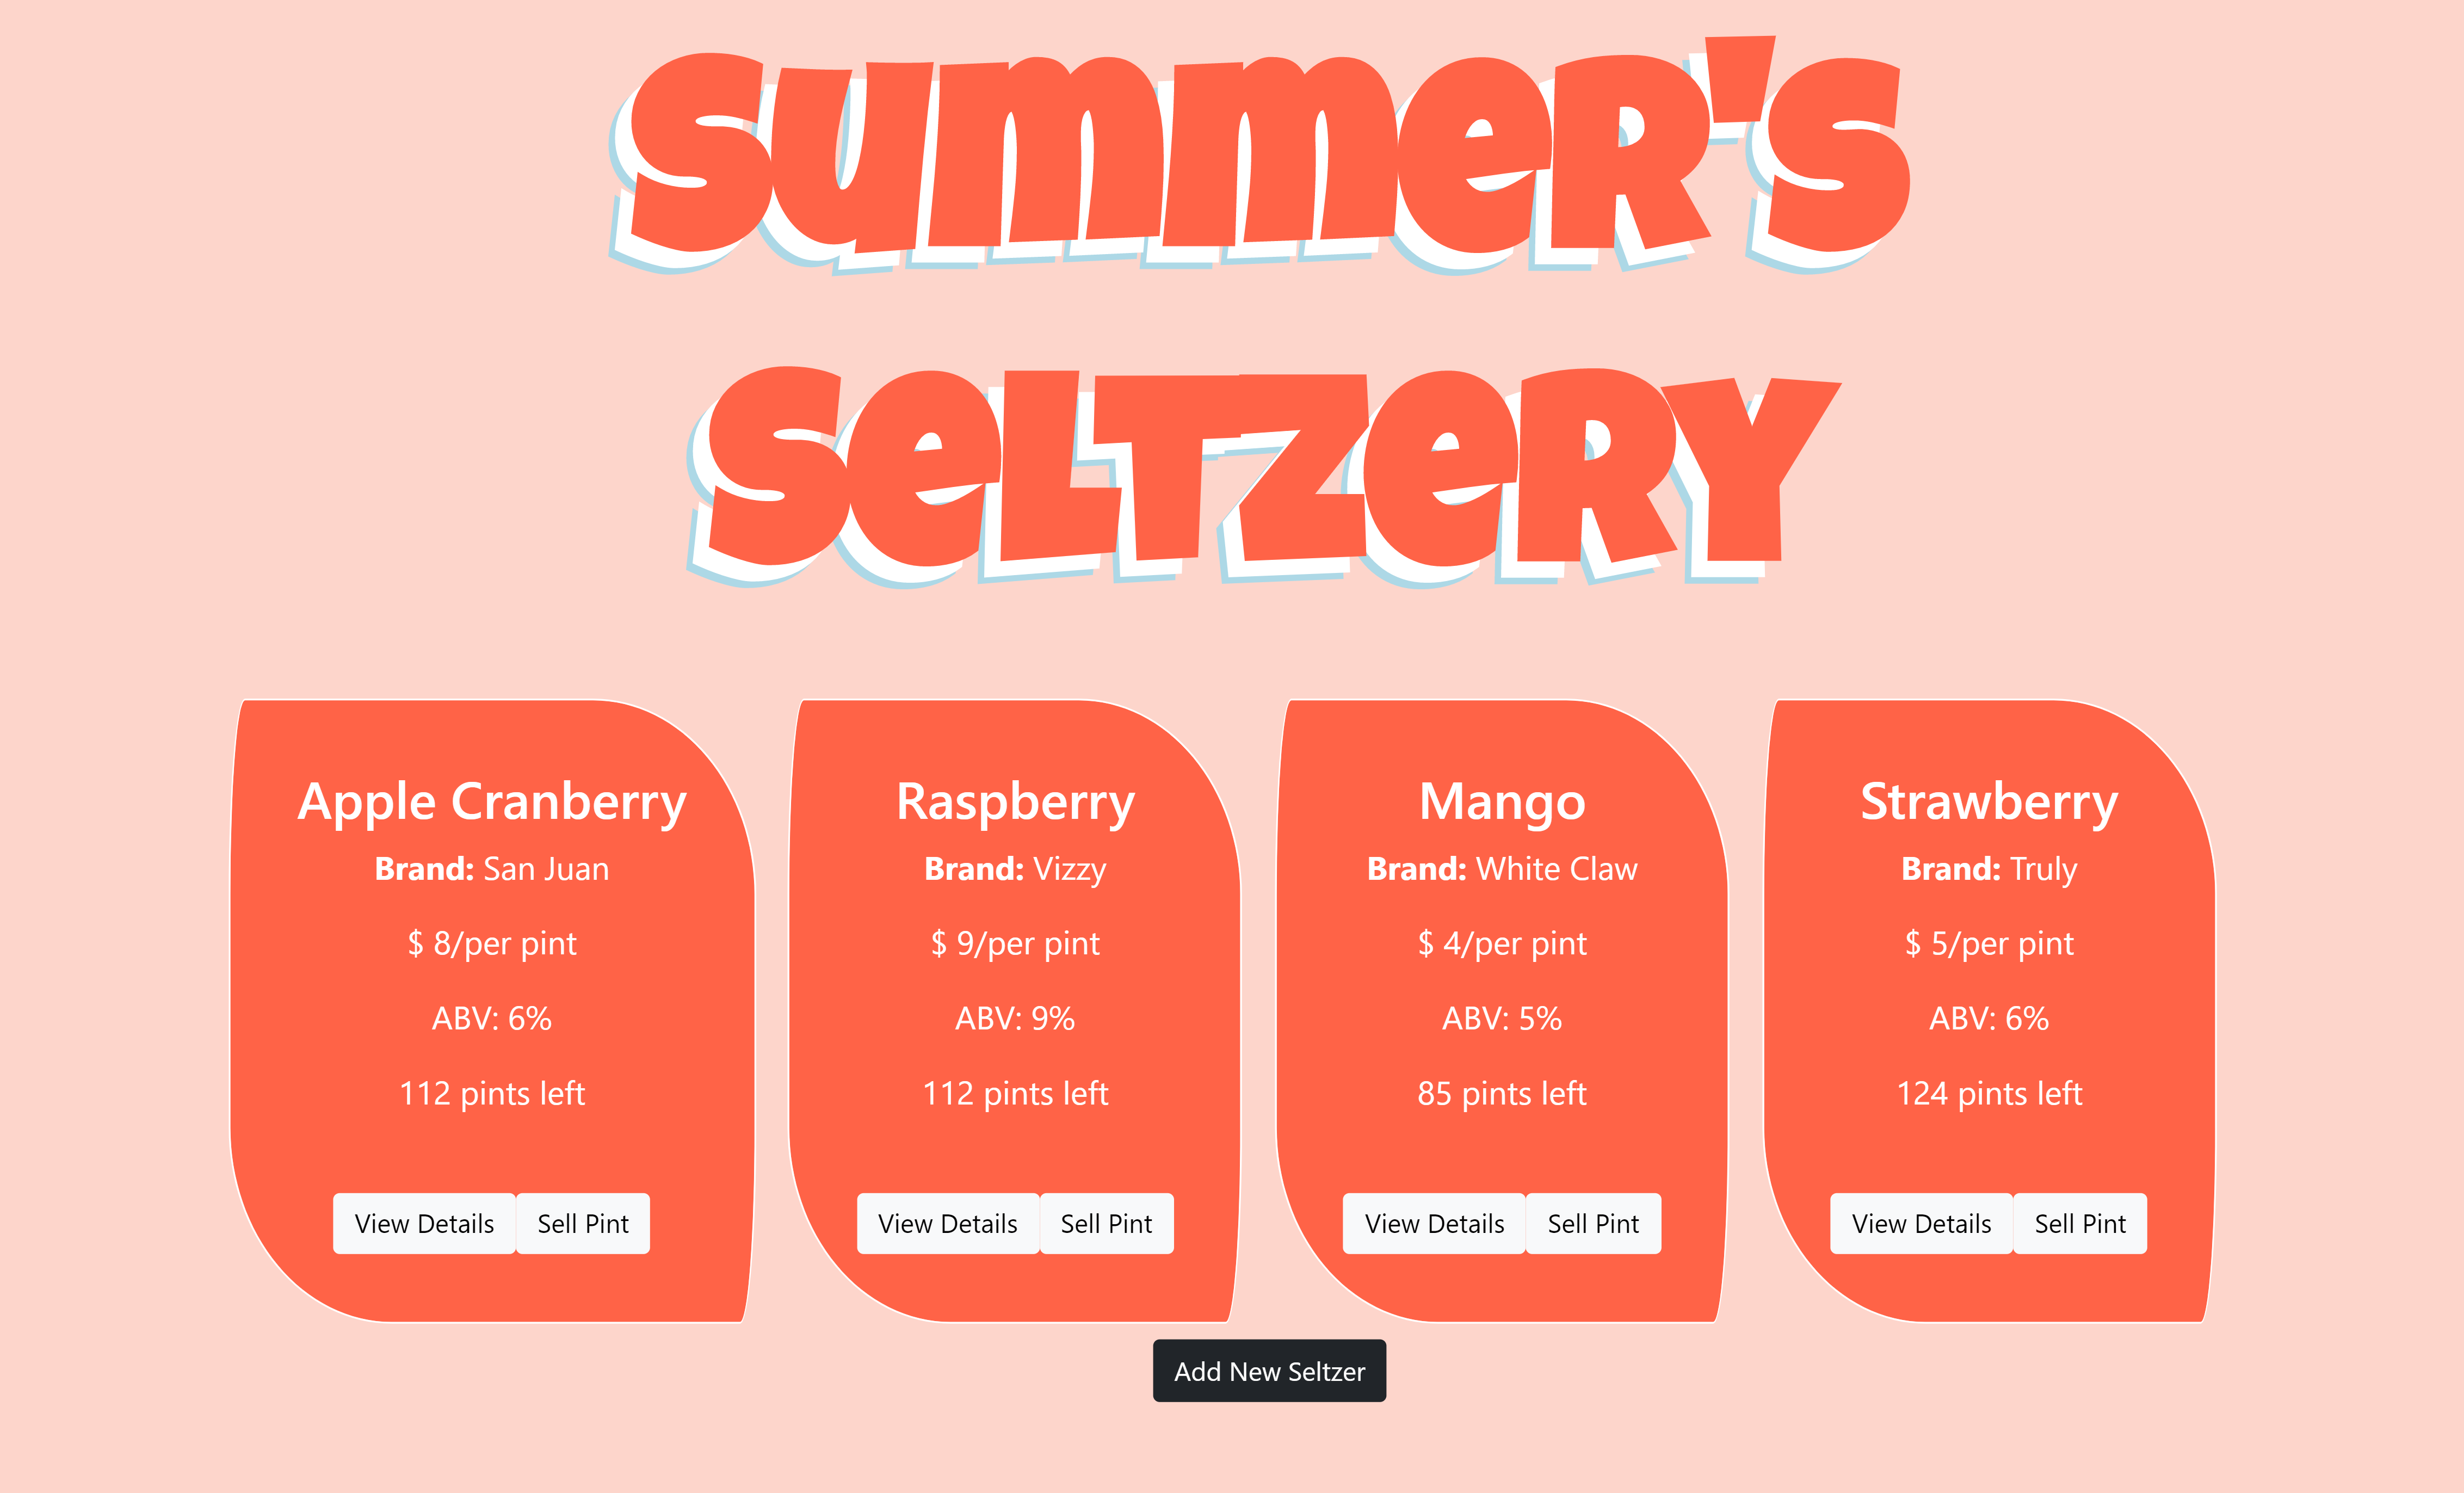 Summer's
Seltzery
Apple Cranberry
Brand: San Juan
$ 8/per pint
ABV: 6%
112 pints left
View Details
Sell Pint
Raspberry
Brand: Vizzy
$ 9/per pint
ABV: 9%
112 pints left
View Details
Sell Pint
Mango
Brand: White Claw
$ 4/per pint
ABV: 5%
85 pints left
View Details
Sell Pint
Strawberry
Brand: Truly
$ 5/per pint
ABV: 6%
124 pints left
View Details
Sell Pint
Add New Seltzer